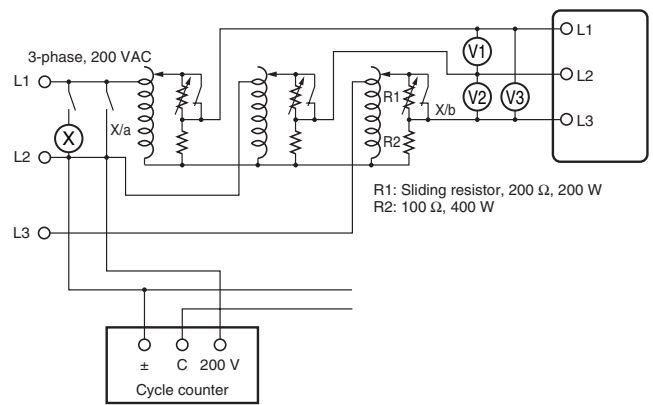 3-phase, 200 VAC
L1
L2
L3
X
X/a
R1
R2
X/b
V1
V2
V3
L1
L2
L3
R1: Sliding resistor, 200 Ω, 200 W
R2: 100 Ω, 400 W
± C 200 V
Cycle counter